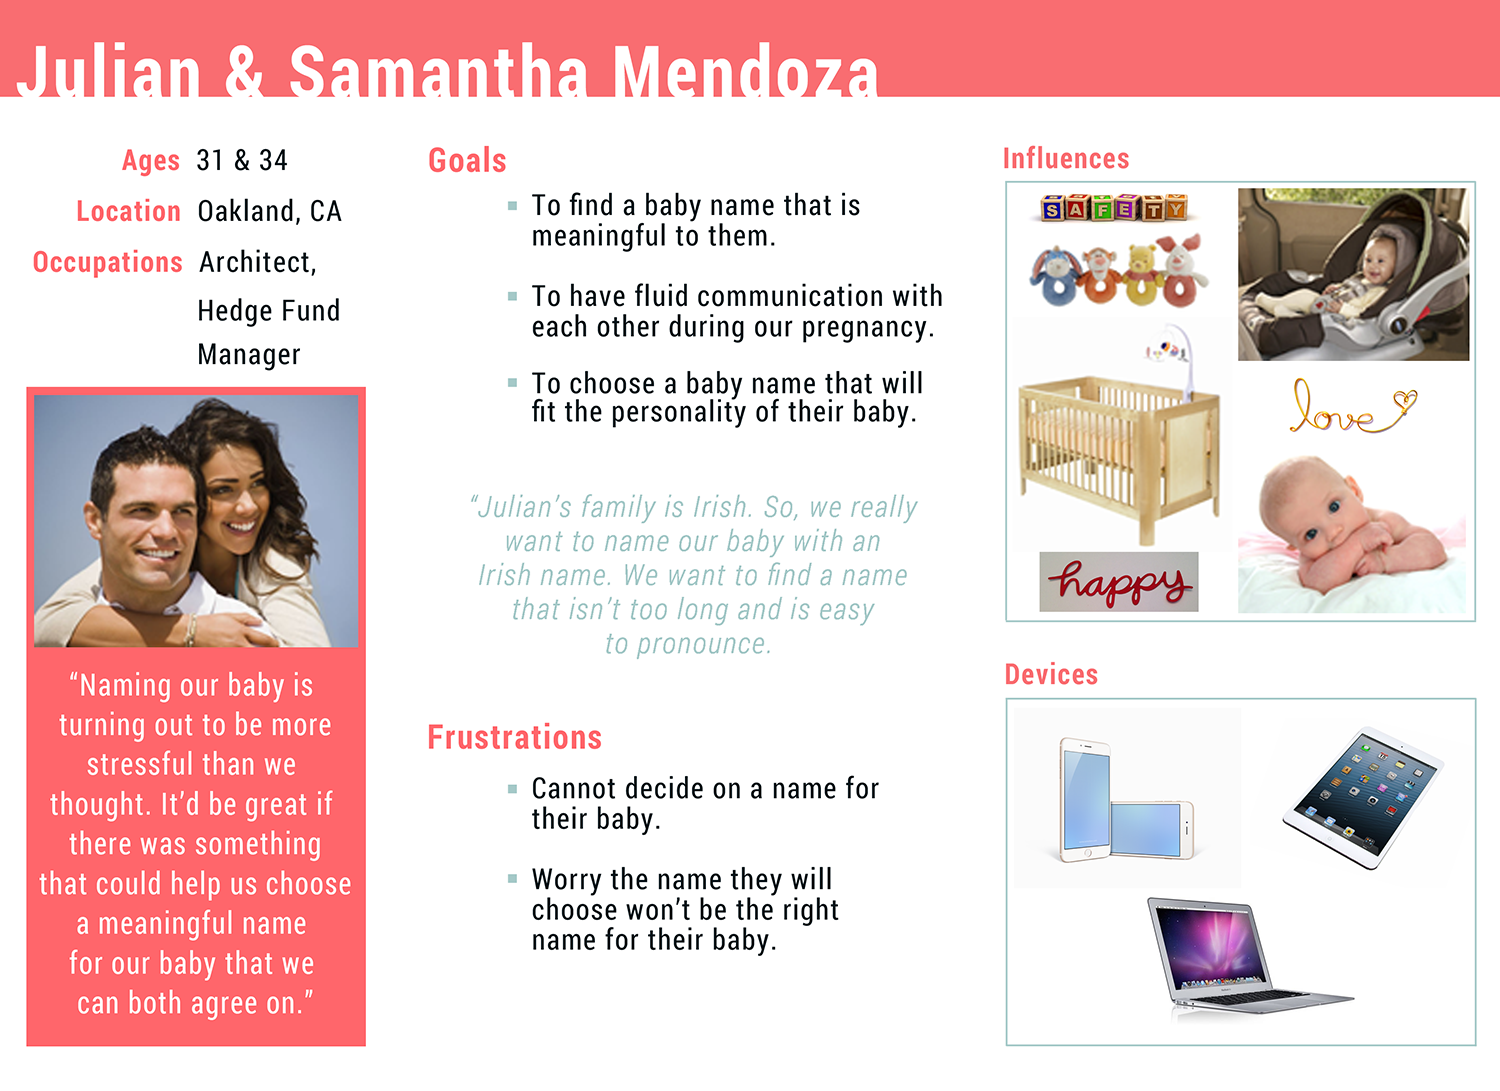 Julian & Samantha Mendoza
Ages 31 & 34
Location Oakland, CA
Occupations Architect,
Hedge Fund
Manager
“Naming our baby is
turning out to be more
stressful than we
thought. It’d be great if
there was something
that could help us choose
a meaningful name
for our baby that we
can both agree on.”
Goals
To find a baby name that is
meaningful to them.
To have fluid communication with
each other during our pregnancy.
To choose a baby name that will
fit the personality of their baby.
“Julian’s family is Irish. So, we really
want to name our baby with an
Irish name. We want to find a name
that isn’t too long and is easy
to pronounce.
Frustrations
Cannot decide on a name for
their baby.
Worry the name they will
choose won’t be the right
name for their baby.
Influences
SAFETY
love
happy
Devices